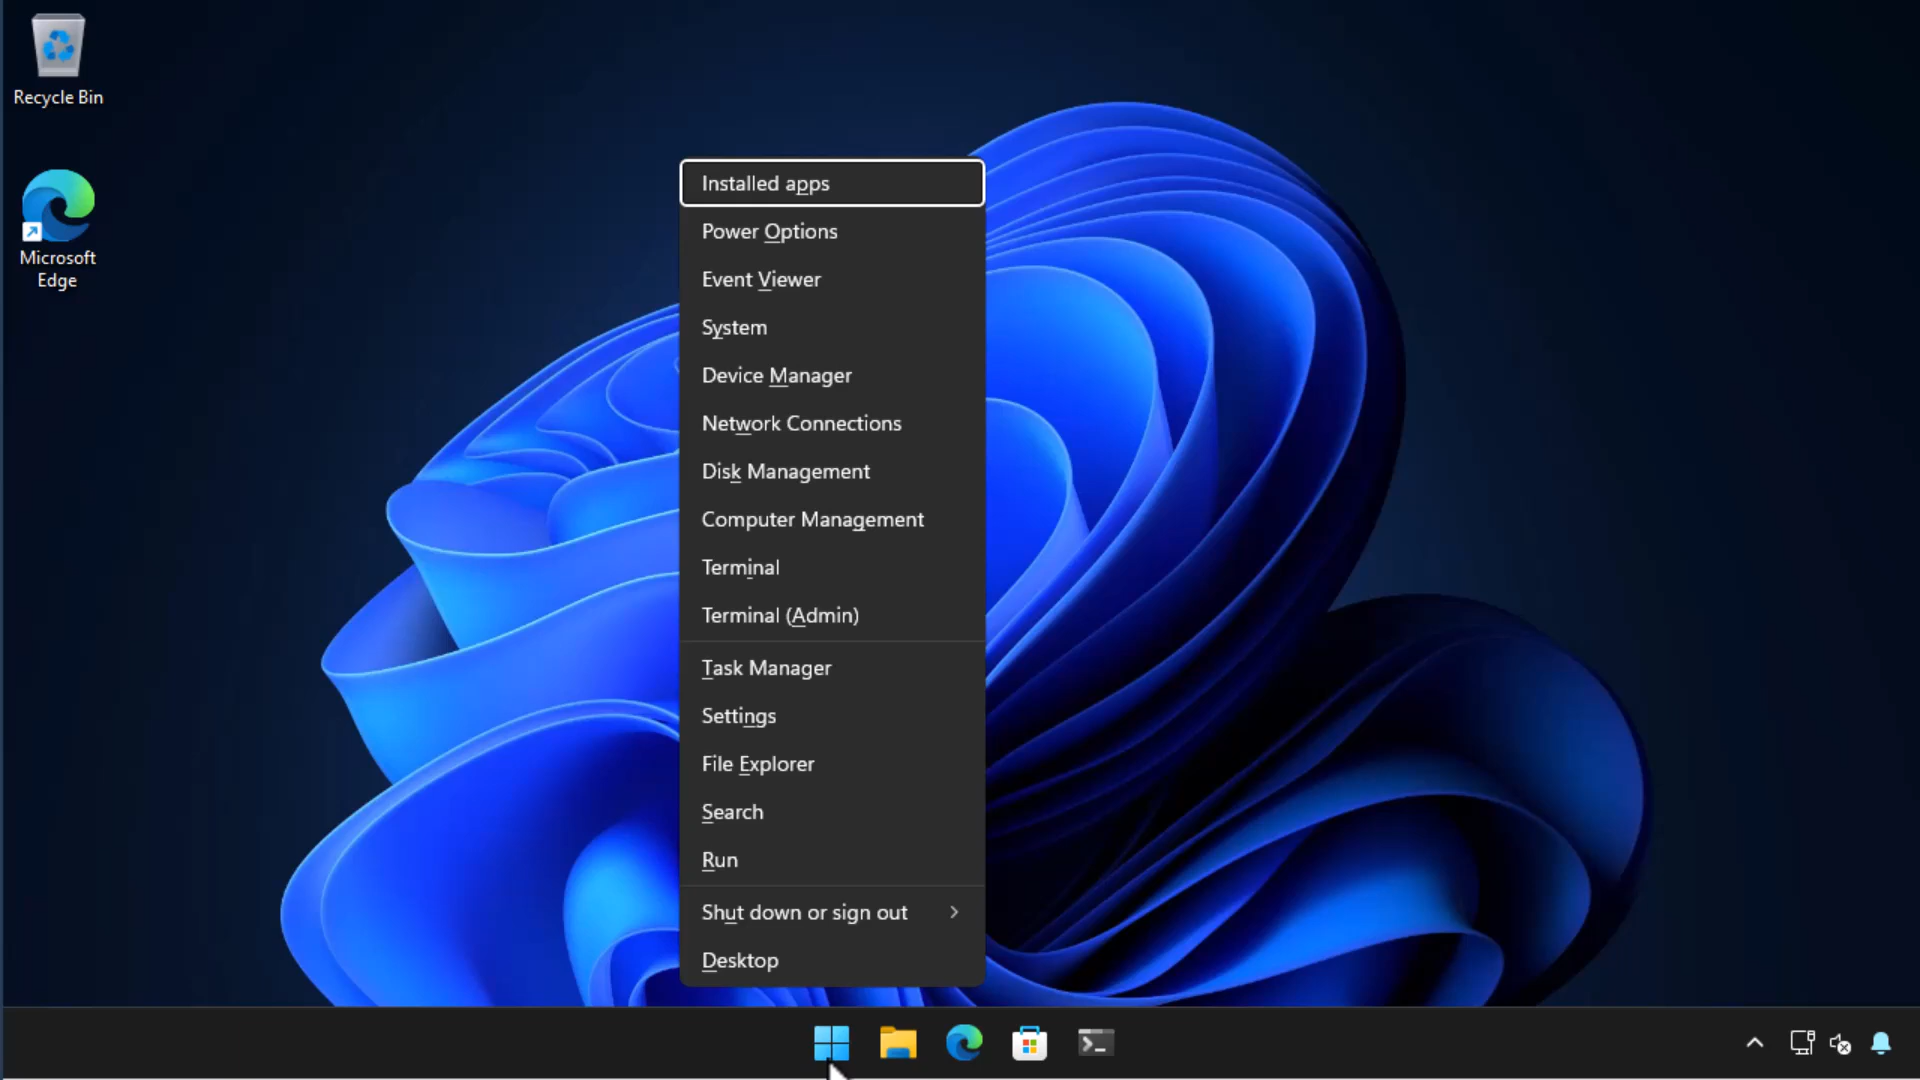 Recycle Bin
Microsoft
Edge
Installed apps
Power Options
Event Viewer
System
Device Manager
Network Connections
Disk Management
Computer Management
Terminal
Terminal (Admin)
Task Manager
Settings
File Explorer
Search
Run
Shut down or sign out
Desktop